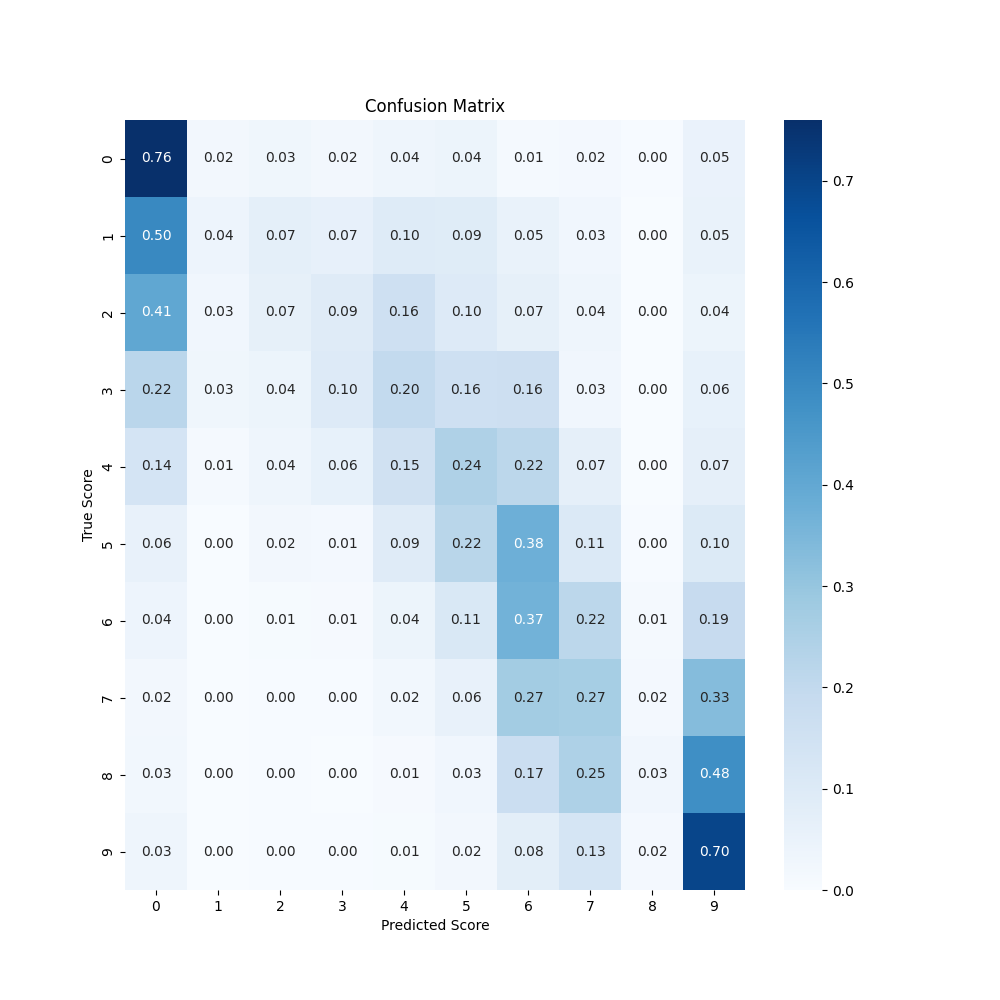 Confusion Matrix
0 0.76 0.02 0.03 0.02 0.04 0.04 0.01 0.02 0.00 0.05
0.7
1 0.50 0.04 0.07 0.07 0.10 0.09 0.05 0.03 0.00 0.05
0.6
2 0.41 0.03 0.07 0.09 0.16 0.10 0.07 0.04 0.00 0.04
0.5
3 0.22 0.03 0.04 0.10 0.20 0.16 0.16 0.03 0.00 0.06
4 0.14 0.01 0.04 0.06 0.15 0.24 0.22 0.07 0.00 0.07
0.4
True Score
5 0.06 0.00 0.02 0.01 0.09 0.22 0.38 0.11 0.00 0.10
0.3
6 0.04 0.00 0.01 0.01 0.04 0.11 0.37 0.22 0.01 0.19
0.2
7 0.02 0.00 0.00 0.00 0.02 0.06 0.27 0.27 0.02 0.33
8 0.03 0.00 0.00 0.00 0.01 0.03 0.17 0.25 0.03 0.48
0.1
9 0.03 0.00 0.00 0.00 0.01 0.02 0.08 0.13 0.02 0.70
0.0
0 1 2 3 4 5 6 7 8 9
Predicted Score